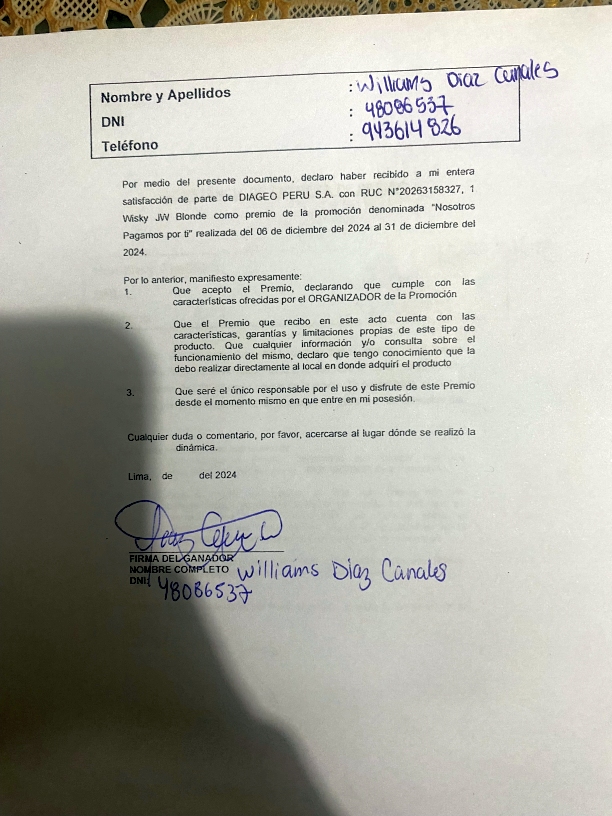 Nombre y Apellidos : Williams Diaz Canales
DNI : 48086537
Teléfono : 943614826
Por medio del presente documento, declaro haber recibido a mi entera
satisfacción de parte de DIAGEO PERU S.A. con RUC N°20263158327, 1
Wisky JW Blonde como premio de la promoción denominada "Nosotros
Pagamos por ti" realizada del 06 de diciembre del 2024 al 31 de diciembre del
2024.
Por lo anterior, manifiesto expresamente:
1. Que acepto el Premio, declarando que cumple con las
características ofrecidas por el ORGANIZADOR de la Promoción
2. Que el Premio que recibo en este acto cuenta con las
características, garantías y limitaciones propias de este tipo de
producto. Que cualquier información y/o consulta sobre el
funcionamiento del mismo, declaro que tengo conocimiento que la
debo realizar directamente al local en donde adquirí el producto
3. Que seré el único responsable por el uso y disfrute de este Premio
desde el momento mismo en que entre en mi posesión.
Cualquier duda o comentario, por favor, acercarse al lugar dónde se realizó la
dinámica.
Lima, de del 2024
FIRMA DEL GANADOR
NOMBRE COMPLETO Williams Diaz Canales
DNI: 48086537